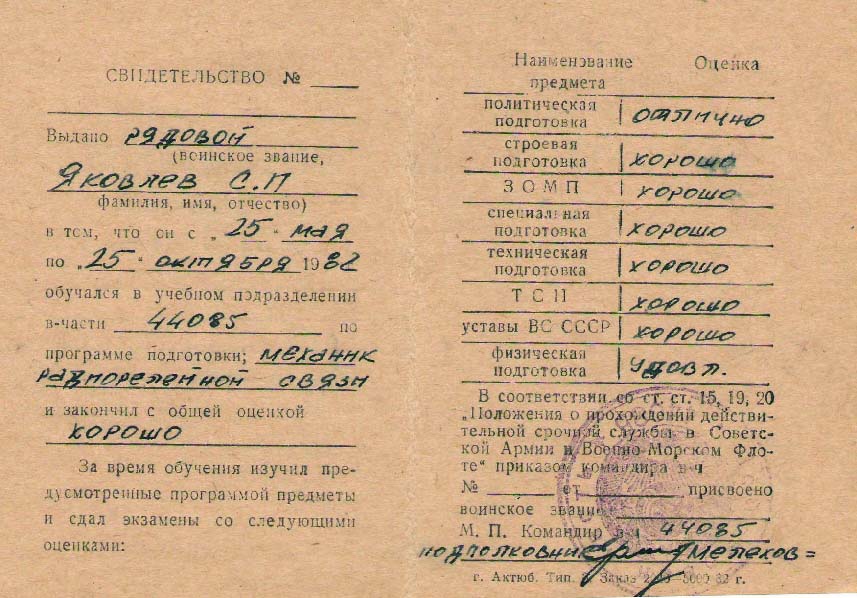 СВИДЕТЕЛЬСТВО №
Выдано рядовой
(воинское звание,
Яковлев С.П
фамилия, имя, отчество)
в том, что он с „25“ мая
по „25“ октября 1982
обучался в учебном подразделении
в-части 44085 по
программе подготовки; механик
радиорелейной связи
и закончил с общей оценкой
хорошо
За время обучения изучил пре-
дусмотренные программой предметы
и сдал экзамены со следующими
оценками:
Наименование предмета Оценка
политическая подготовка отлично
строевая подготовка хорошо
ЗОМП хорошо
специальная подготовка хорошо
техническая подготовка хорошо
ТСП хорошо
уставы ВС СССР хорошо
физическая подготовка удовл.
В соответствии со ст. ст. 15, 19, 20
„Положения о прохождении действи-
тельной срочной службы в Советс-
кой Армии и Военно-Морском Фло-
те“ приказом командира в-ч
№ от присвоено
воинское звание
М. П. Командир в-ч 44085
подполковник Мелехов=
г. Актюб. Тип. Заказ 5000 82 г.